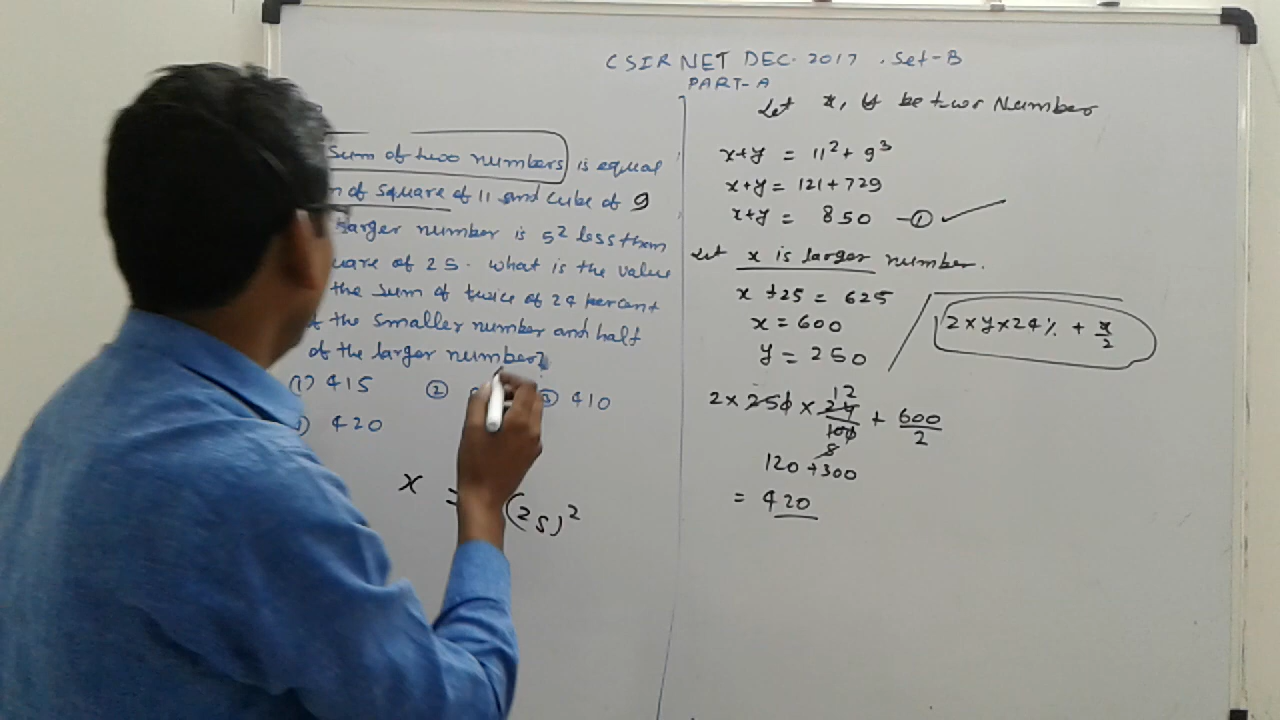 CSIR NET DEC. 2017 . Set-B
PART-A
sum of two numbers is equal
of square of 11 and cube of 9
larger number is 5² less than
of 25. what is the value
the sum of twice of 24 percent
the smaller number and half
of the larger number?
(1) 415 ② ③ 410
420
x = (25)²
Let x, y be two Number
x+y = 11² + 9³
x+y = 121+729
x+y = 850 —①
Let x is larger number.
x +25 = 625
x = 600
y = 250
2×y×24% + x/2
2 × 250 × 24/100 + 600/2
12
120 +300
= 420